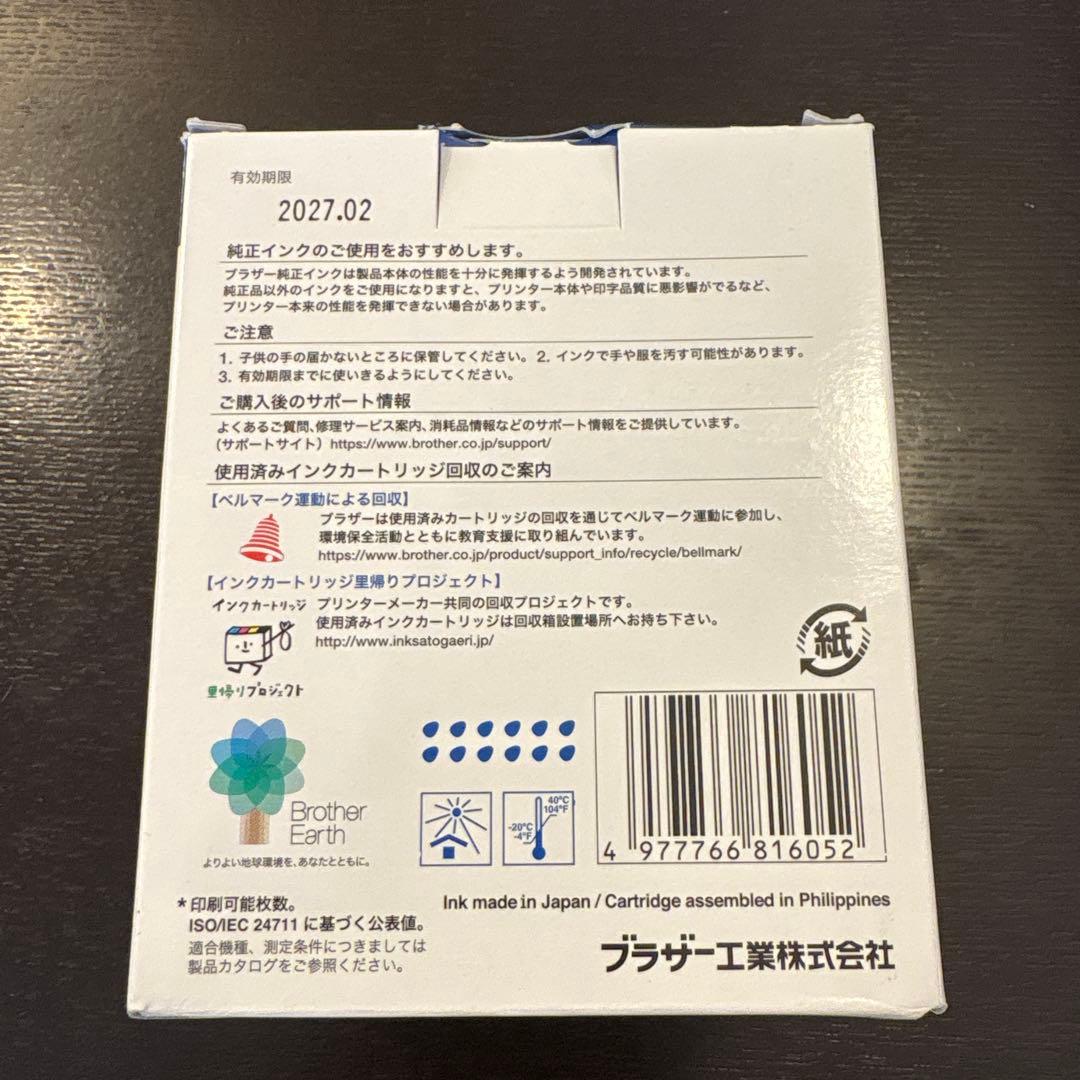 有効期限
2027.02
純正インクのご使用をおすすめします。
ブラザー純正インクは製品本体の性能を十分に発揮するよう開発されています。
純正品以外のインクをご使用になりますと、プリンター本体や印字品質に悪影響がでるなど、
プリンター本来の性能を発揮できない場合があります。
ご注意
1. 子供の手の届かないところに保管してください。2. インクで手や服を汚す可能性があります。
3. 有効期限までに使いきるようにしてください。
ご購入後のサポート情報
よくあるご質問、修理サービス案内、消耗品情報などのサポート情報をご提供しています。
(サポートサイト) https://www.brother.co.jp/support/
使用済みインクカートリッジ回収のご案内
【ベルマーク運動による回収】
ブラザーは使用済みカートリッジの回収を通じてベルマーク運動に参加し、
環境保全活動とともに教育支援に取り組んでいます。
https://www.brother.co.jp/product/support_info/recycle/bellmark/
【インクカートリッジ里帰りプロジェクト】
インクカートリッジ
里帰りプロジェクト
プリンターメーカー共同の回収プロジェクトです。
使用済みインクカートリッジは回収箱設置場所へお持ち下さい。
http://www.inksatogaeri.jp/
紙
Brother
Earth
よりよい地球環境を、あなたとともに。
40°C
104°F
-20°C
-4°F
4 977766 816052
*印刷可能枚数。
ISO/IEC 24711 に基づく公表値。
適合機種、測定条件につきましては
製品カタログをご参照ください。
Ink made in Japan / Cartridge assembled in Philippines
ブラザー工業株式会社